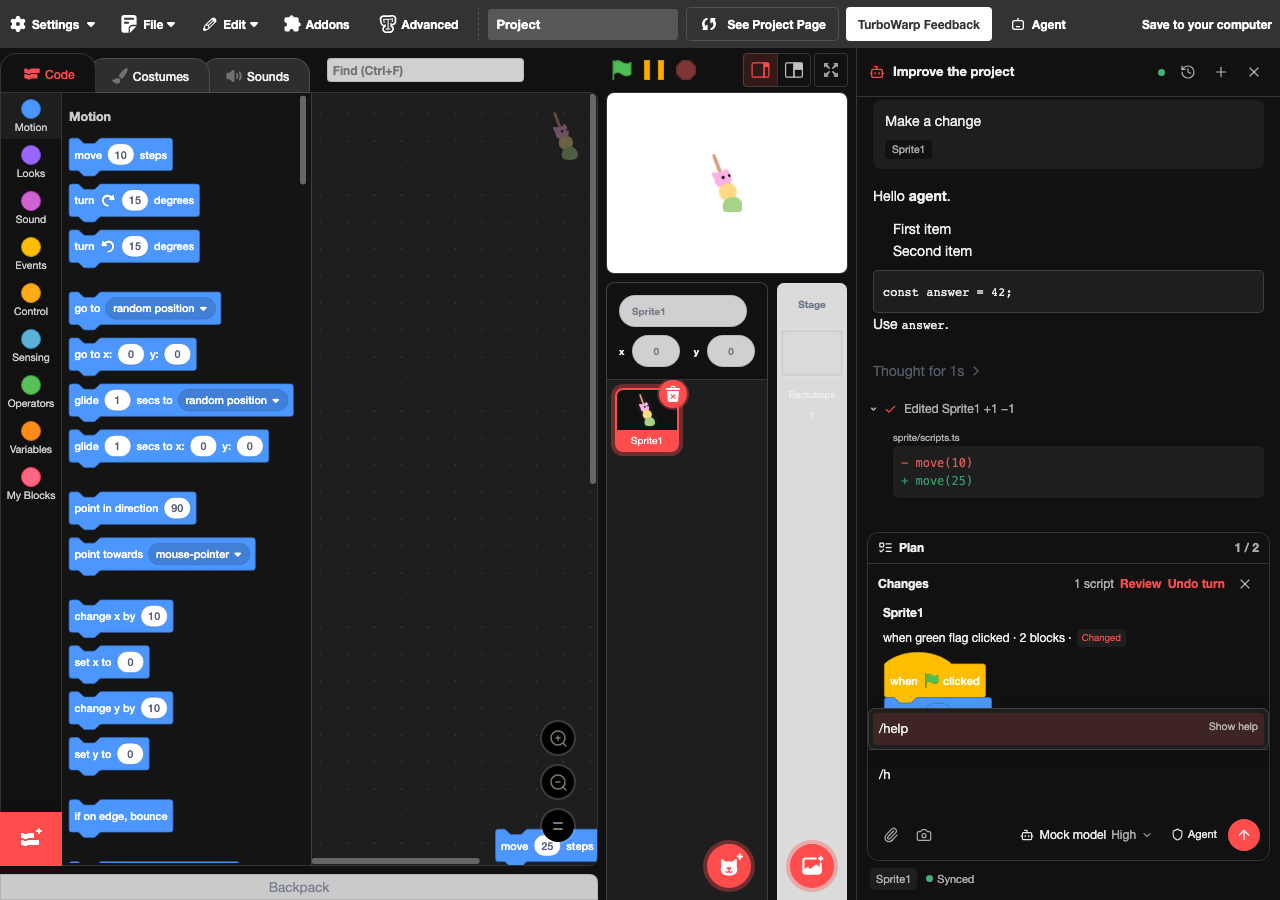 Settings
File
Edit
Addons
Advanced
Project
See Project Page
TurboWarp Feedback
Agent
Save to your computer
Code
Costumes
Sounds
Find (Ctrl+F)
Improve the project
Motion
Looks
Sound
Events
Control
Sensing
Operators
Variables
My Blocks
Motion
move 10 steps
turn 15 degrees
turn 15 degrees
go to random position
go to x: 0 y: 0
glide 1 secs to random position
glide 1 secs to x: 0 y: 0
point in direction 90
point towards mouse-pointer
change x by 10
set x to 0
change y by 10
set y to 0
if on edge, bounce
move 25 steps
Backpack
Sprite1
x 0 y 0
Sprite1
Stage
Backdrops
1
Make a change
Sprite1
Hello agent.
First item
Second item
const answer = 42;
Use answer.
Thought for 1s
Edited Sprite1 +1 −1
sprite/scripts.ts
− move(10)
+ move(25)
Plan 1 / 2
Changes 1 script Review Undo turn
Sprite1
when green flag clicked · 2 blocks · Changed
when clicked
/help Show help
/h
Mock model High Agent
Sprite1 Synced